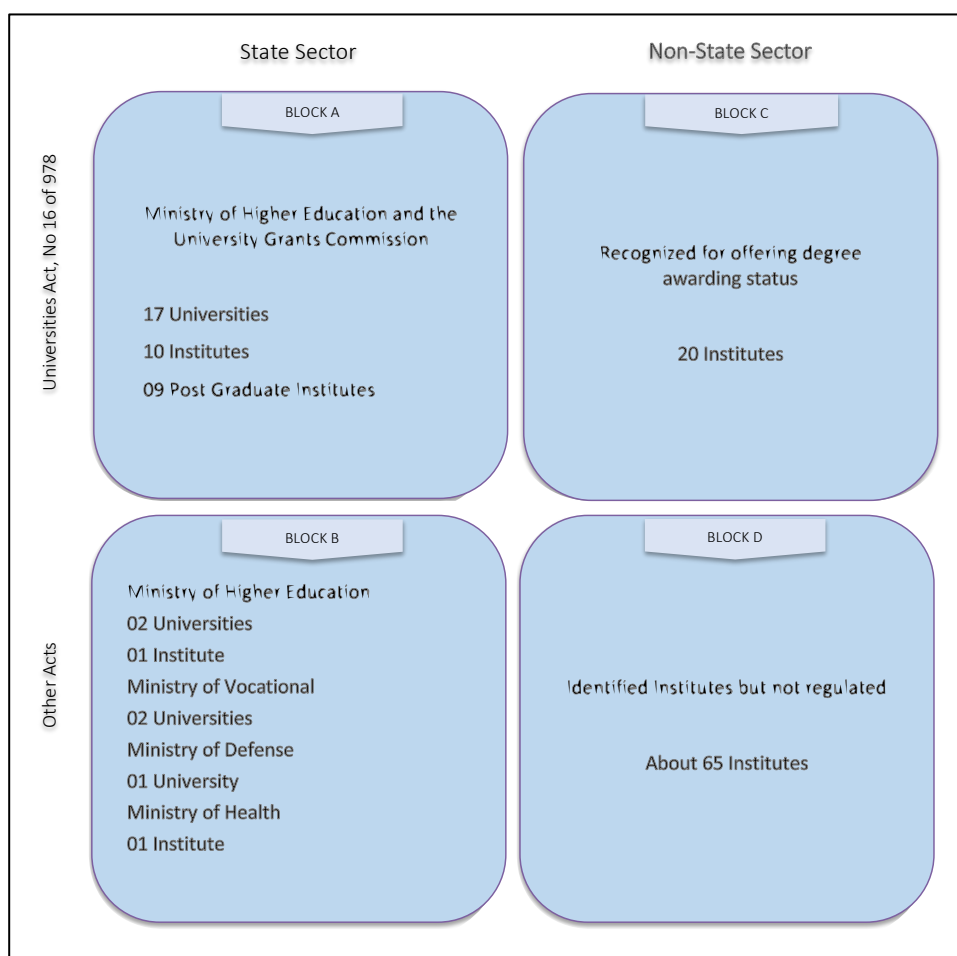 State Sector
Non-State Sector
Universities Act, No 16 of 978
BLOCK A
Ministry of Higher Education and the
University Grants Commission
17 Universities
10 Institutes
09 Post Graduate Institutes
BLOCK C
Recognized for offering degree
awarding status
20 Institutes
Other Acts
BLOCK B
Ministry of Higher Education
02 Universities
01 Institute
Ministry of Vocational
02 Universities
Ministry of Defense
01 University
Ministry of Health
01 Institute
BLOCK D
Identified Institutes but not regulated
About 65 Institutes